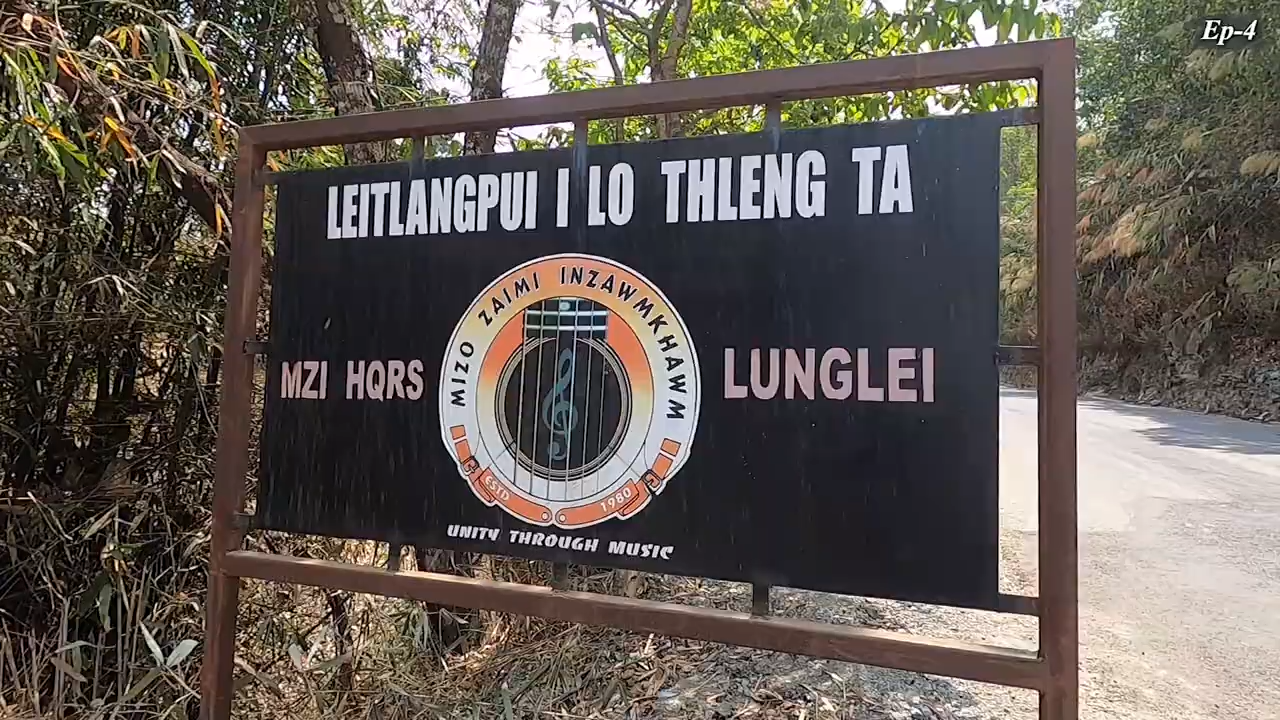 Ep-4
LEITLANGPUI I LO THLENG TA
MIZO ZAIMI INZAWMKHAWM
MZI HQRS
LUNGLEI
ESTD 1980
UNITY THROUGH MUSIC